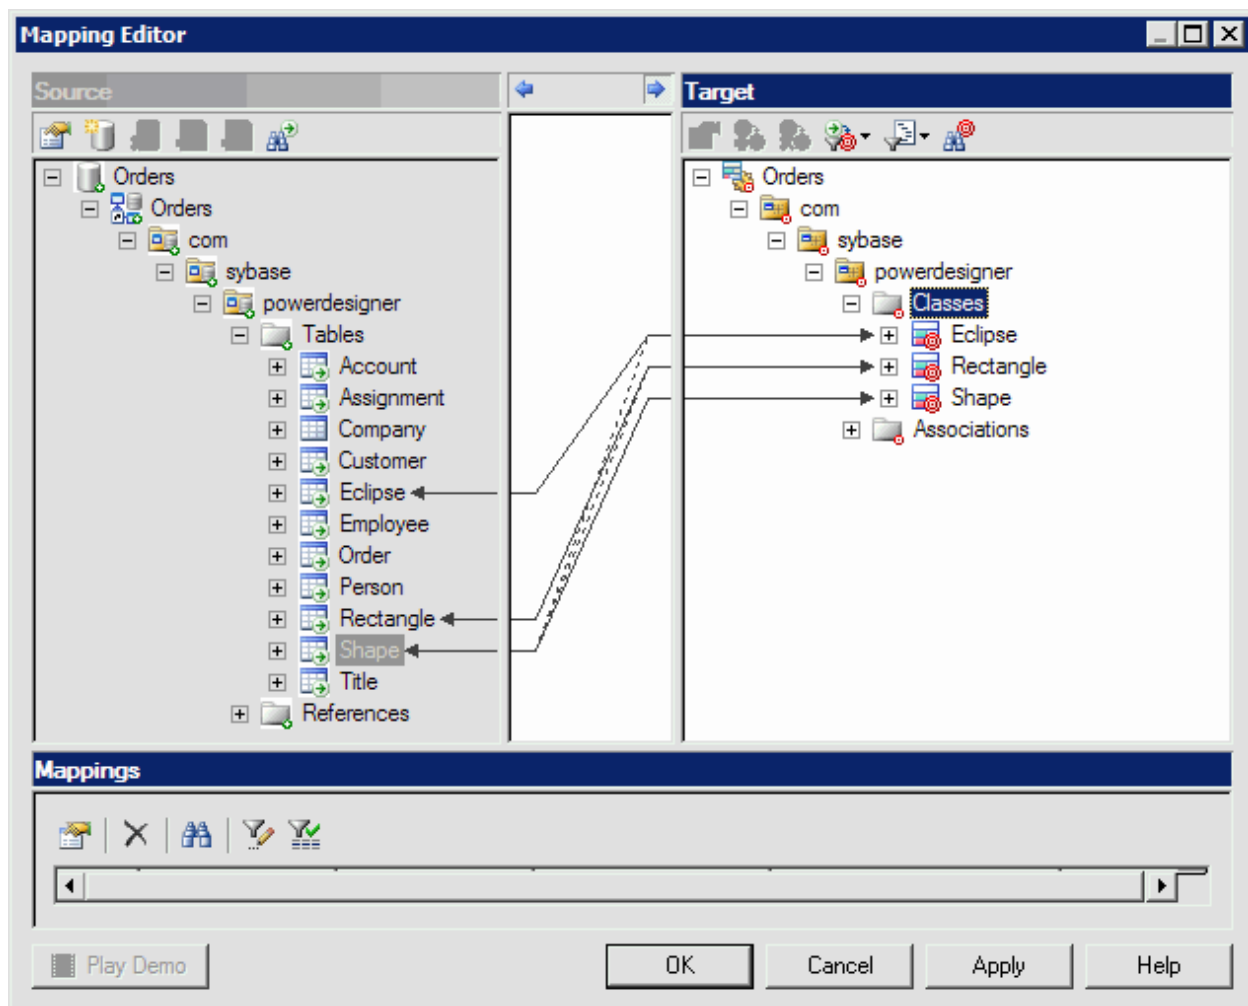 Mapping Editor
Source
Target
Orders
Orders
com
sybase
powerdesigner
Tables
Account
Assignment
Company
Customer
Eclipse
Employee
Order
Person
Rectangle
Shape
Title
References
Orders
com
sybase
powerdesigner
Classes
Eclipse
Rectangle
Shape
Associations
Mappings
Play Demo
OK
Cancel
Apply
Help